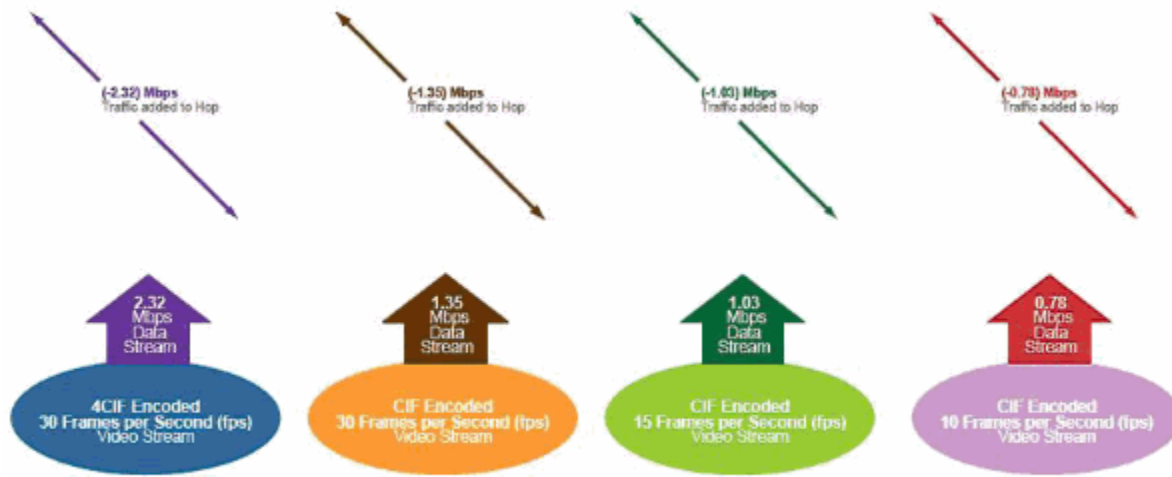 (-2.32) Mbps
Traffic added to Hop
(-1.35) Mbps
Traffic added to Hop
(-1.03) Mbps
Traffic added to Hop
(-0.78) Mbps
Traffic added to Hop
2.32
Mbps
Data
Stream
1.35
Mbps
Data
Stream
1.03
Mbps
Data
Stream
0.78
Mbps
Data
Stream
4CIF Encoded
30 Frames per Second (fps)
Video Stream
CIF Encoded
30 Frames per Second (fps)
Video Stream
CIF Encoded
15 Frames per Second (fps)
Video Stream
CIF Encoded
10 Frames per Second (fps)
Video Stream